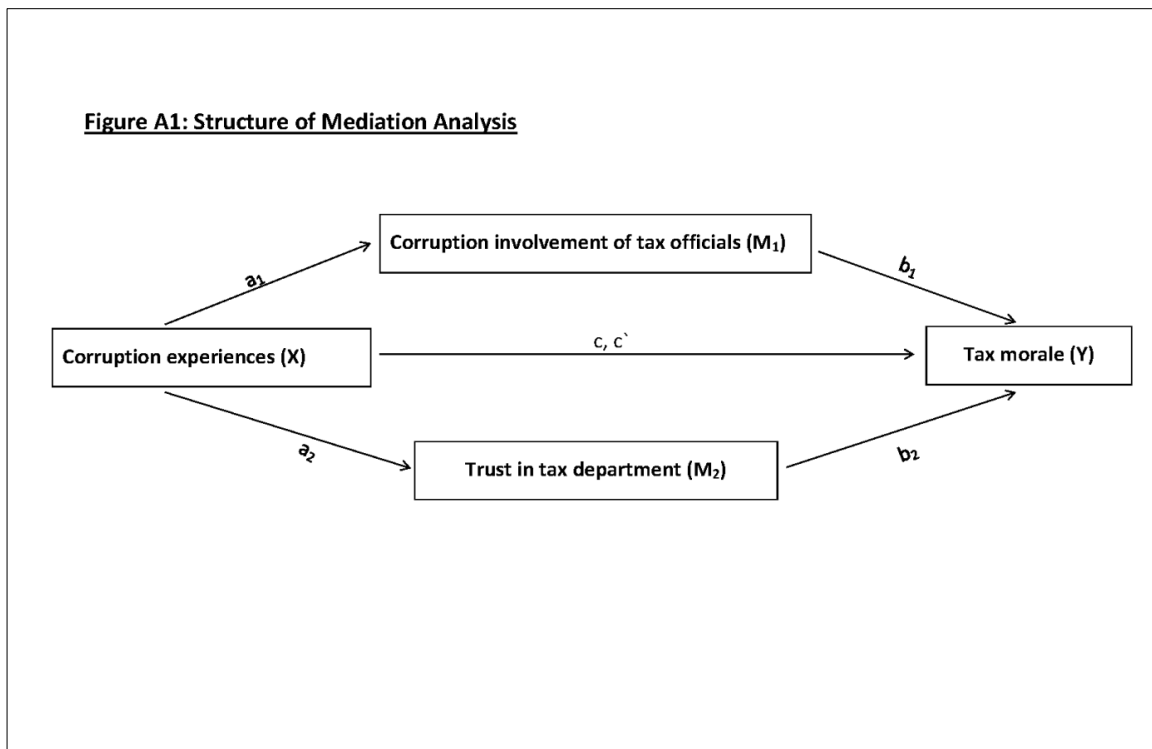 Figure A1: Structure of Mediation Analysis
Corruption involvement of tax officials (M₁)
a₁
b₁
Corruption experiences (X)
c, c`
Tax morale (Y)
a₂
b₂
Trust in tax department (M₂)